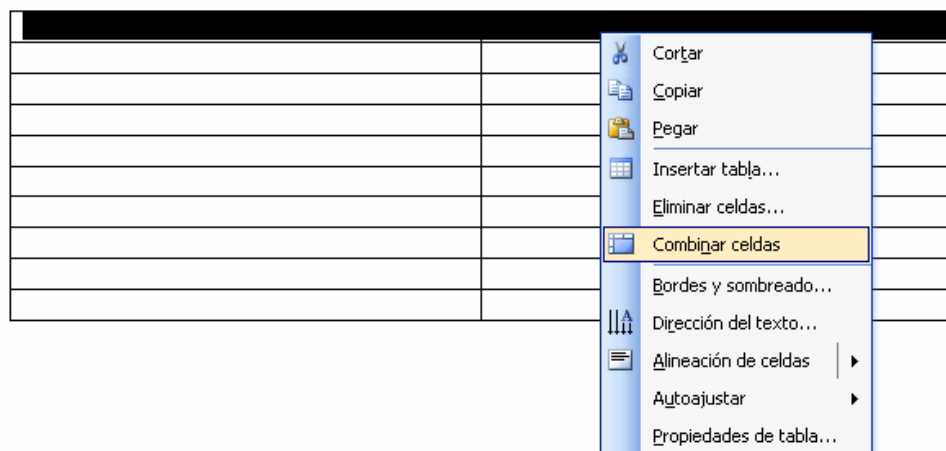 Cortar
Copiar
Pegar
Insertar tabla...
Eliminar celdas...
Combinar celdas
Bordes y sombreado...
Dirección del texto...
Alineación de celdas
Autoajustar
Propiedades de tabla...